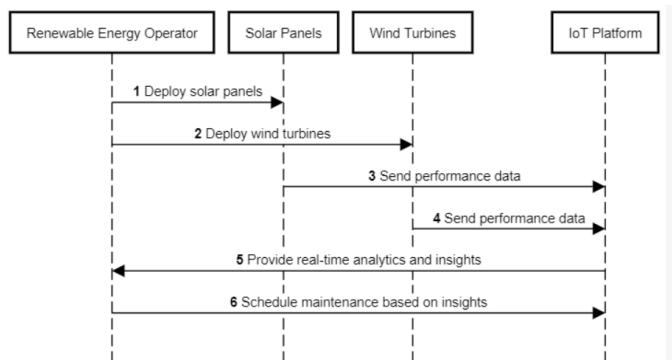 Renewable Energy Operator
Solar Panels
Wind Turbines
IoT Platform
1 Deploy solar panels
2 Deploy wind turbines
3 Send performance data
4 Send performance data
5 Provide real-time analytics and insights
6 Schedule maintenance based on insights